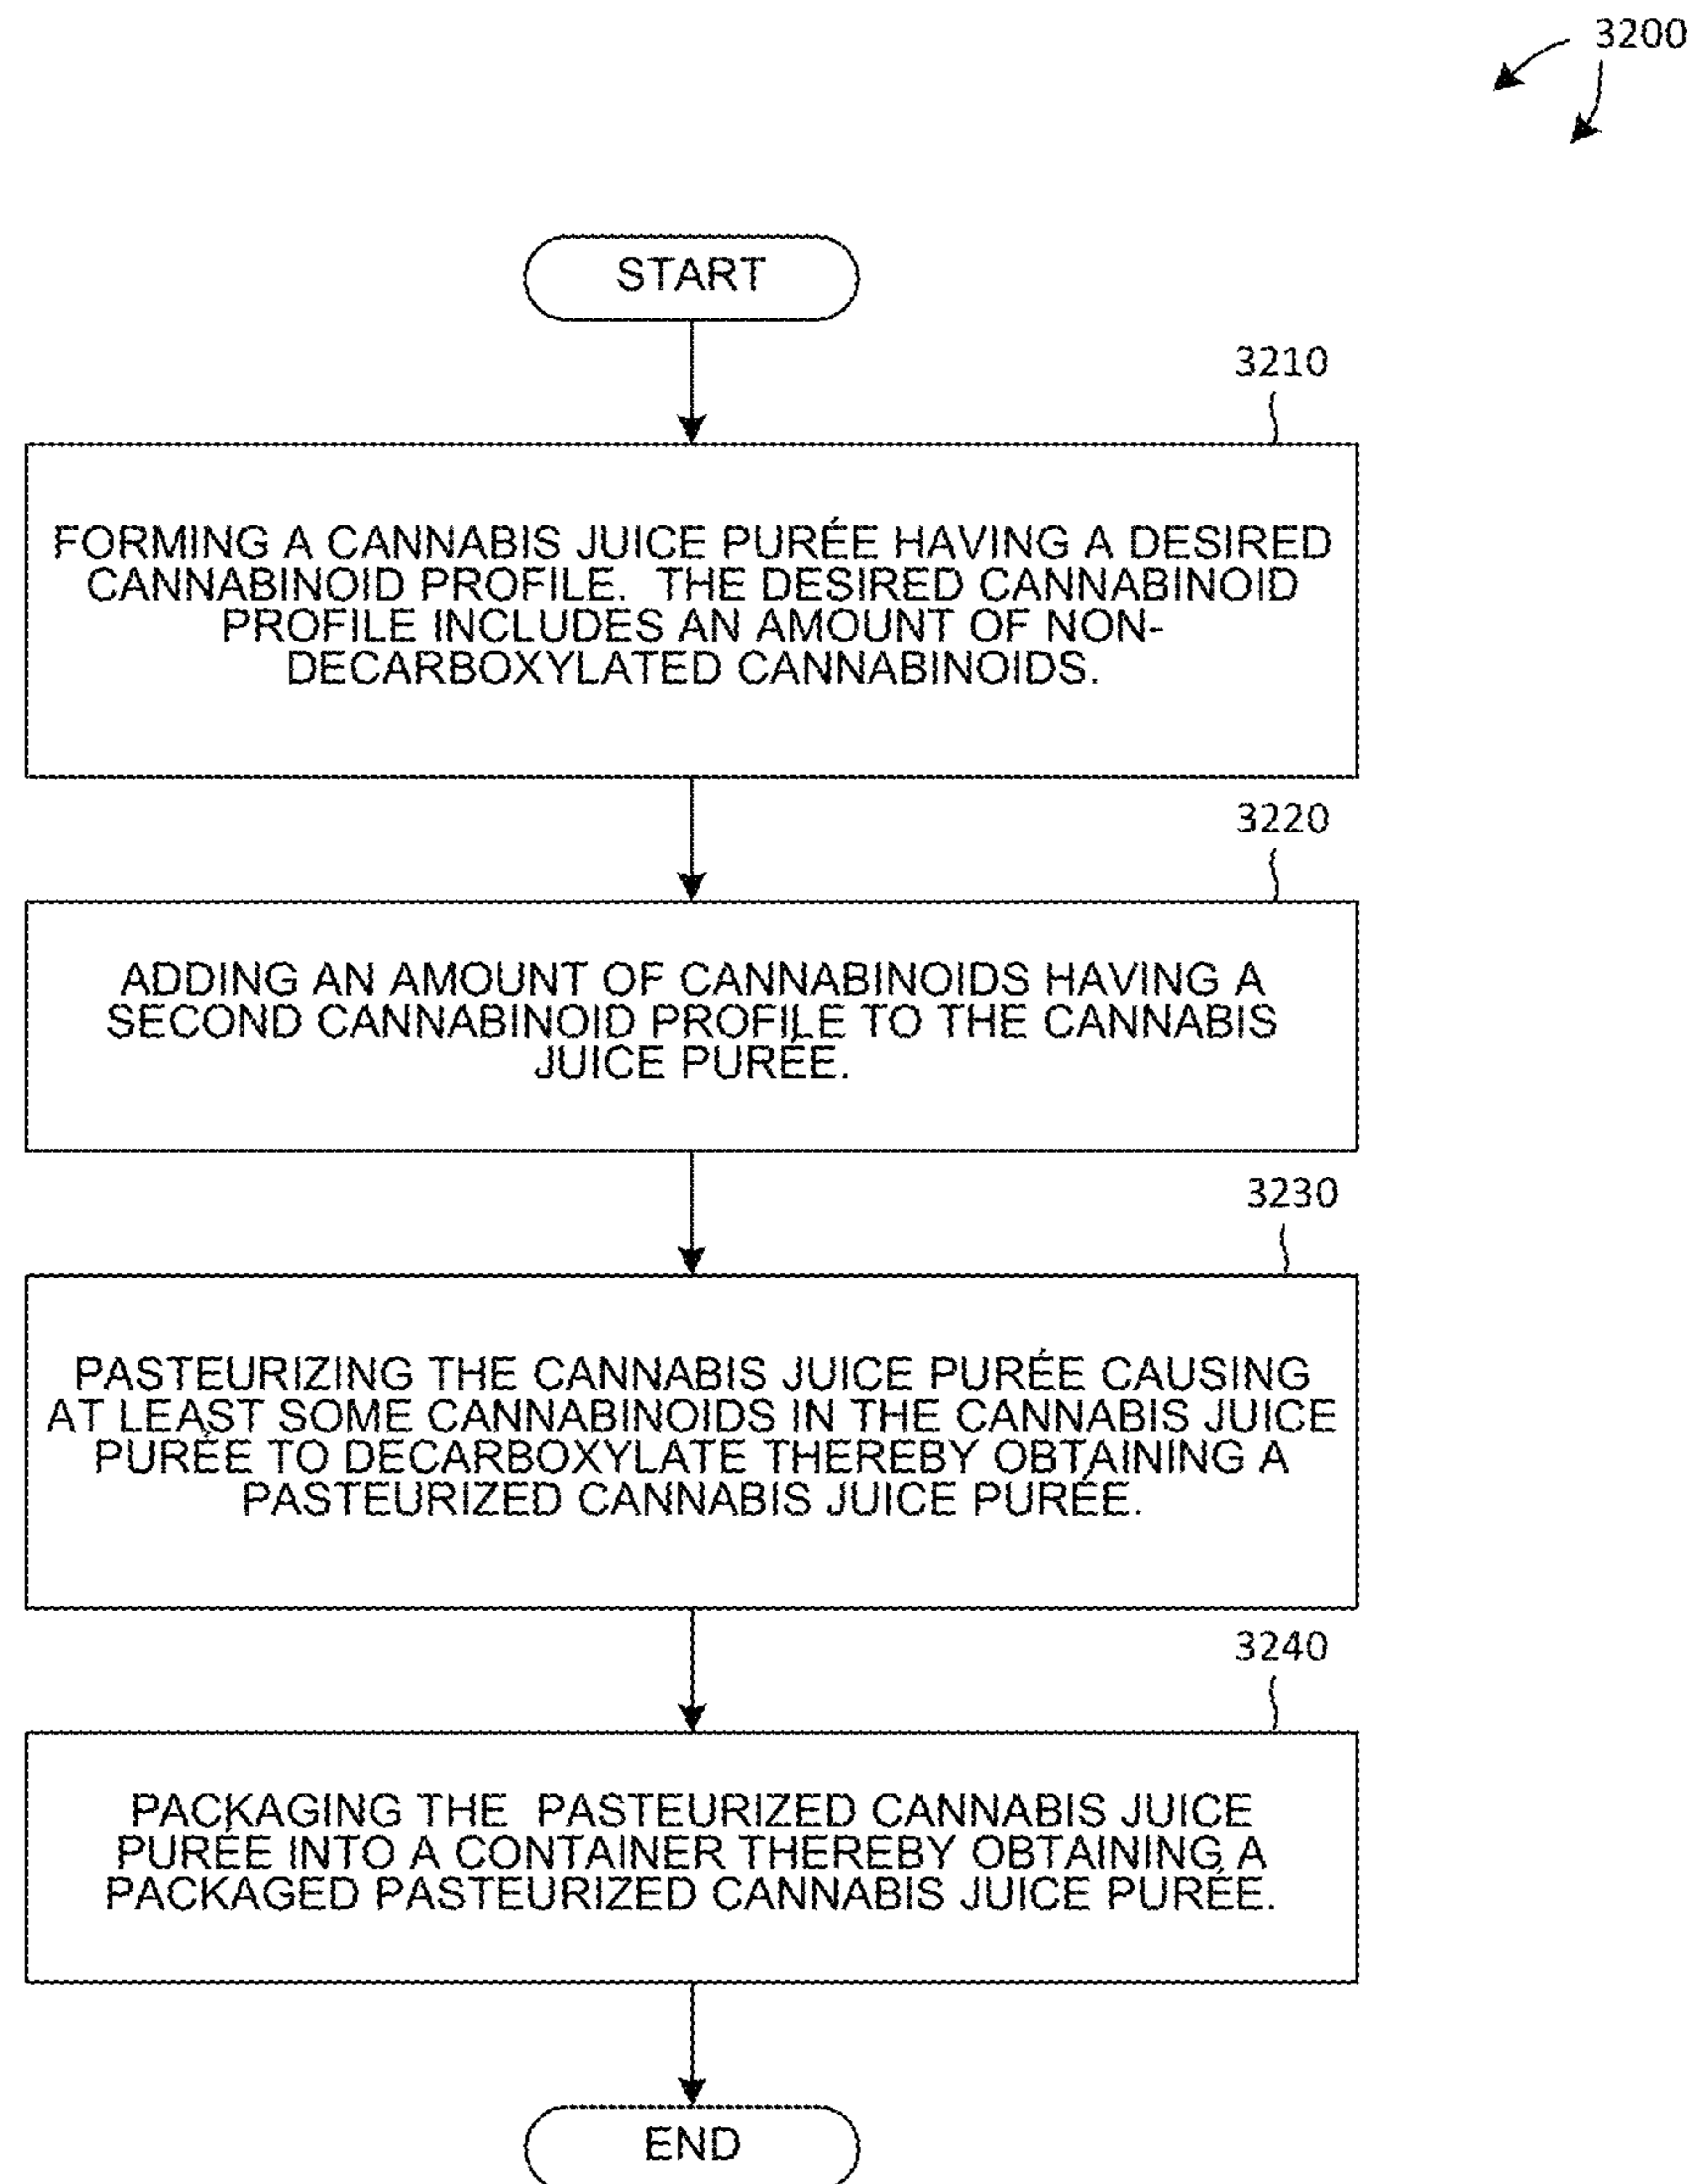 3200
START
3210
FORMING A CANNABIS JUICE PURÉE HAVING A DESIRED
CANNABINOID PROFILE.  THE DESIRED CANNABINOID
PROFILE INCLUDES AN AMOUNT OF NON-
DECARBOXYLATED CANNABINOIDS.
3220
ADDING AN AMOUNT OF CANNABINOIDS HAVING A
SECOND CANNABINOID PROFILE TO THE CANNABIS
JUICE PURÉE.
3230
PASTEURIZING THE CANNABIS JUICE PURÉE CAUSING
AT LEAST SOME CANNABINOIDS IN THE CANNABIS JUICE
PURÉE TO DECARBOXYLATE THEREBY OBTAINING A
PASTEURIZED CANNABIS JUICE PURÉE.
3240
PACKAGING THE  PASTEURIZED CANNABIS JUICE
PURÉE INTO A CONTAINER THEREBY OBTAINING A
PACKAGED PASTEURIZED CANNABIS JUICE PURÉE.
END